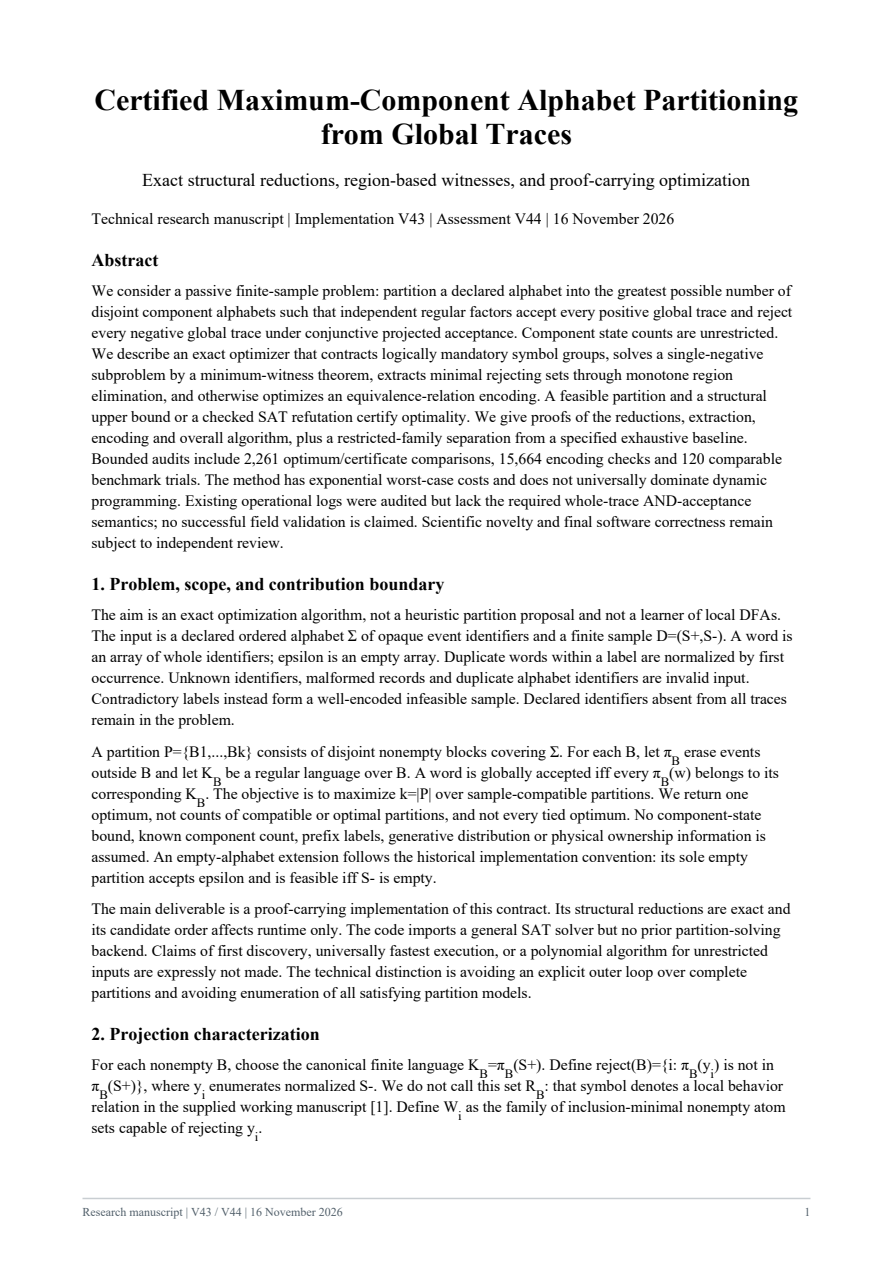 Certified Maximum-Component Alphabet Partitioning
from Global Traces
Exact structural reductions, region-based witnesses, and proof-carrying optimization
Technical research manuscript | Implementation V43 | Assessment V44 | 16 November 2026
Abstract
We consider a passive finite-sample problem: partition a declared alphabet into the greatest possible number of
disjoint component alphabets such that independent regular factors accept every positive global trace and reject
every negative global trace under conjunctive projected acceptance. Component state counts are unrestricted.
We describe an exact optimizer that contracts logically mandatory symbol groups, solves a single-negative
subproblem by a minimum-witness theorem, extracts minimal rejecting sets through monotone region
elimination, and otherwise optimizes an equivalence-relation encoding. A feasible partition and a structural
upper bound or a checked SAT refutation certify optimality. We give proofs of the reductions, extraction,
encoding and overall algorithm, plus a restricted-family separation from a specified exhaustive baseline.
Bounded audits include 2,261 optimum/certificate comparisons, 15,664 encoding checks and 120 comparable
benchmark trials. The method has exponential worst-case costs and does not universally dominate dynamic
programming. Existing operational logs were audited but lack the required whole-trace AND-acceptance
semantics; no successful field validation is claimed. Scientific novelty and final software correctness remain
subject to independent review.
1. Problem, scope, and contribution boundary
The aim is an exact optimization algorithm, not a heuristic partition proposal and not a learner of local DFAs.
The input is a declared ordered alphabet Σ of opaque event identifiers and a finite sample D=(S+,S-). A word is
an array of whole identifiers; epsilon is an empty array. Duplicate words within a label are normalized by first
occurrence. Unknown identifiers, malformed records and duplicate alphabet identifiers are invalid input.
Contradictory labels instead form a well-encoded infeasible sample. Declared identifiers absent from all traces
remain in the problem.
A partition P={B1,...,Bk} consists of disjoint nonempty blocks covering Σ. For each B, let π_B erase events
outside B and let K_B be a regular language over B. A word is globally accepted iff every π_B(w) belongs to its
corresponding K_B. The objective is to maximize k=|P| over sample-compatible partitions. We return one
optimum, not counts of compatible or optimal partitions, and not every tied optimum. No component-state
bound, known component count, prefix labels, generative distribution or physical ownership information is
assumed. An empty-alphabet extension follows the historical implementation convention: its sole empty
partition accepts epsilon and is feasible iff S- is empty.
The main deliverable is a proof-carrying implementation of this contract. Its structural reductions are exact and
its candidate order affects runtime only. The code imports a general SAT solver but no prior partition-solving
backend. Claims of first discovery, universally fastest execution, or a polynomial algorithm for unrestricted
inputs are expressly not made. The technical distinction is avoiding an explicit outer loop over complete
partitions and avoiding enumeration of all satisfying partition models.
2. Projection characterization
For each nonempty B, choose the canonical finite language K_B=π_B(S+). Define reject(B)={i: π_B(y_i) is not in
π_B(S+)}, where y_i enumerates normalized S-. We do not call this set R_B: that symbol denotes a local behavior
relation in the supplied working manuscript [1]. Define W_i as the family of inclusion-minimal nonempty atom
sets capable of rejecting y_i.
Research manuscript | V43 / V44 | 16 November 2026
1